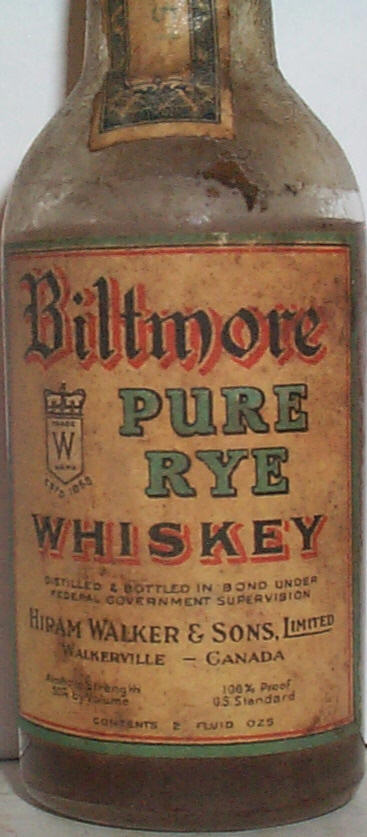 Biltmore
PURE
RYE
TRADE
W
MARK
ESTD. 1858
WHISKEY
DISTILLED & BOTTLED IN BOND UNDER
FEDERAL GOVERNMENT SUPERVISION
HIRAM WALKER & SONS, LIMITED
WALKERVILLE - CANADA
Alcoholic Strength 100% Proof
50% by Volume U.S. Standard
CONTENTS 2 FLUID OZS